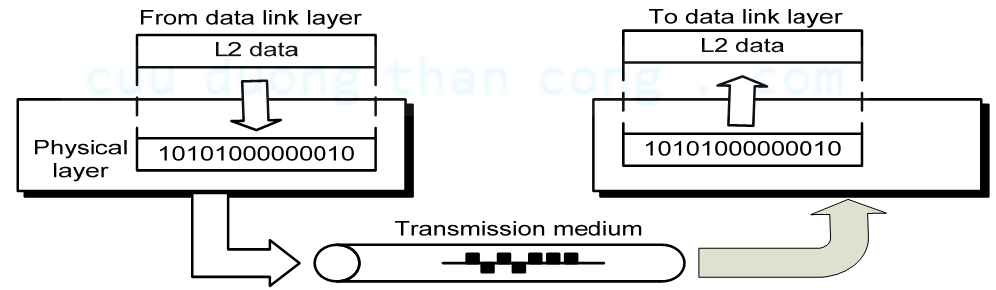 From data link layer
To data link layer
L2 data
L2 data
cuu duong than cong . com
Physical
layer
10101000000010
10101000000010
Transmission medium